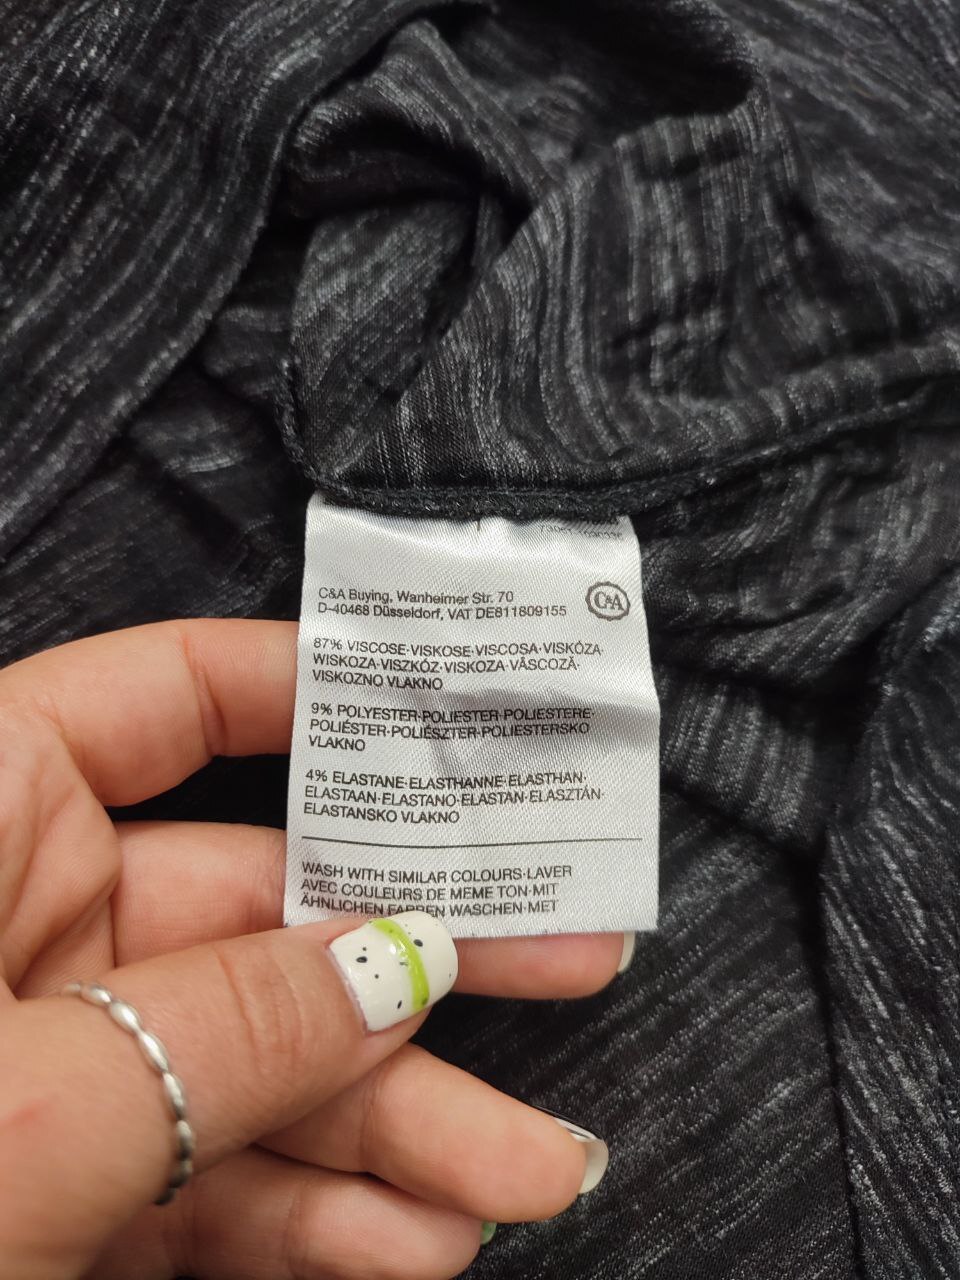 C&A Buying, Wanheimer Str. 70
D-40468 Düsseldorf, VAT DE811809155
C&A
87% VISCOSE·VISKOSE·VISCOSA·VISKÓZA·
WISKOZA·VISZKÓZ·VISKOZA·VÂSCOZĂ·
VISKOZNO VLAKNO
9% POLYESTER·POLIESTER·POLIESTERE·
POLIÉSTER·POLIÉSZTER·POLIESTERSKO
VLAKNO
4% ELASTANE·ELASTHANNE·ELASTHAN·
ELASTAAN·ELASTANO·ELASTAN·ELASZTÁN·
ELASTANSKO VLAKNO
WASH WITH SIMILAR COLOURS·LAVER
AVEC COULEURS DE MEME TON·MIT
ÄHNLICHEN FARBEN WASCHEN·MET